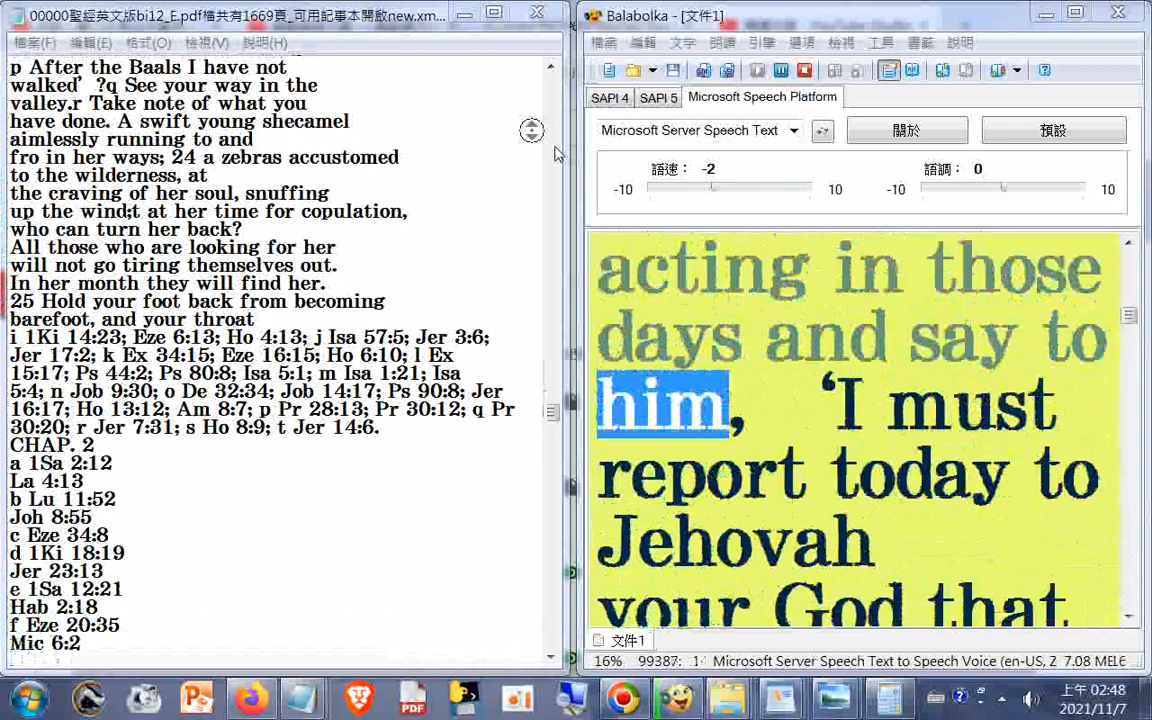 00000聖經英文版bi12_E.pdf檔共有1669頁_可用記事本開啟new.xm...
檔案(F) 編輯(E) 格式(O) 檢視(V) 說明(H)
p After the Baals I have not
walked’ ?q See your way in the
valley.r Take note of what you
have done. A swift young shecamel
aimlessly running to and
fro in her ways; 24 a zebras accustomed
to the wilderness, at
the craving of her soul, snuffing
up the wind;t at her time for copulation,
who can turn her back?
All those who are looking for her
will not go tiring themselves out.
In her month they will find her.
25 Hold your foot back from becoming
barefoot, and your throat
i 1Ki 14:23; Eze 6:13; Ho 4:13; j Isa 57:5; Jer 3:6;
Jer 17:2; k Ex 34:15; Eze 16:15; Ho 6:10; l Ex
15:17; Ps 44:2; Ps 80:8; Isa 5:1; m Isa 1:21; Isa
5:4; n Job 9:30; o De 32:34; Job 14:17; Ps 90:8; Jer
16:17; Ho 13:12; Am 8:7; p Pr 28:13; Pr 30:12; q Pr
30:20; r Jer 7:31; s Ho 8:9; t Jer 14:6.
CHAP. 2
a 1Sa 2:12
La 4:13
b Lu 11:52
Joh 8:55
c Eze 34:8
d 1Ki 18:19
Jer 23:13
e 1Sa 12:21
Hab 2:18
f Eze 20:35
Mic 6:2
Balabolka - [文件1]
檔案 編輯 文字 朗讀 引擎 選項 檢視 工具 書籤 說明
SAPI 4 SAPI 5 Microsoft Speech Platform
Microsoft Server Speech Text 關於 預設
語速： -2 語調： 0
-10 10 -10 10
acting in those
days and say to
him, ‘I must
report today to
Jehovah
your God that
文件1
16% 99387: Microsoft Server Speech Text to Speech Voice (en-US, 2 7.08 МБ
PDF
上午 02:48
2021/11/7